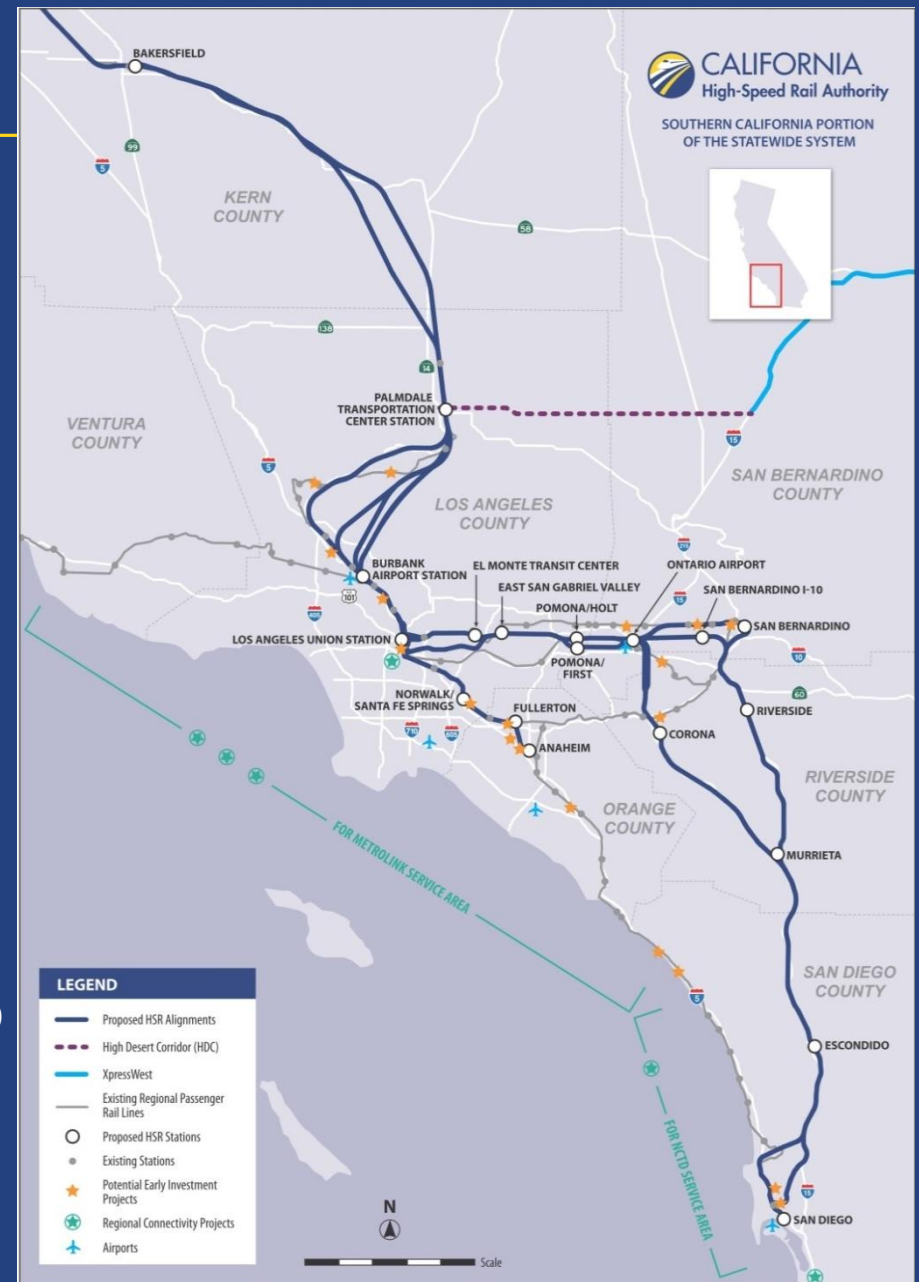 CALIFORNIA
High-Speed Rail Authority
SOUTHERN CALIFORNIA PORTION
OF THE STATEWIDE SYSTEM
BAKERSFIELD
99
5
KERN
COUNTY
58
138
14
PALMDALE
TRANSPORTATION
CENTER STATION
VENTURA
COUNTY
5
15
SAN BERNARDINO
COUNTY
LOS ANGELES
COUNTY
BURBANK
AIRPORT STATION
101
405
EL MONTE TRANSIT CENTER
EAST SAN GABRIEL VALLEY
POMONA/HOLT
ONTARIO AIRPORT
215
15
SAN BERNARDINO I-10
SAN BERNARDINO
LOS ANGELES UNION STATION
POMONA/
FIRST
10
60
NORWALK/
SANTA FE SPRINGS
FULLERTON
710
605
ANAHEIM
CORONA
RIVERSIDE
RIVERSIDE
COUNTY
ORANGE
COUNTY
MURRIETA
FOR METROLINK SERVICE AREA
SAN DIEGO
COUNTY
5
ESCONDIDO
FOR NCTD SERVICE AREA
15
SAN DIEGO
LEGEND
Proposed HSR Alignments
High Desert Corridor (HDC)
XpressWest
Existing Regional Passenger
Rail Lines
Proposed HSR Stations
Existing Stations
Potential Early Investment
Projects
Regional Connectivity Projects
Airports
N
Scale
)